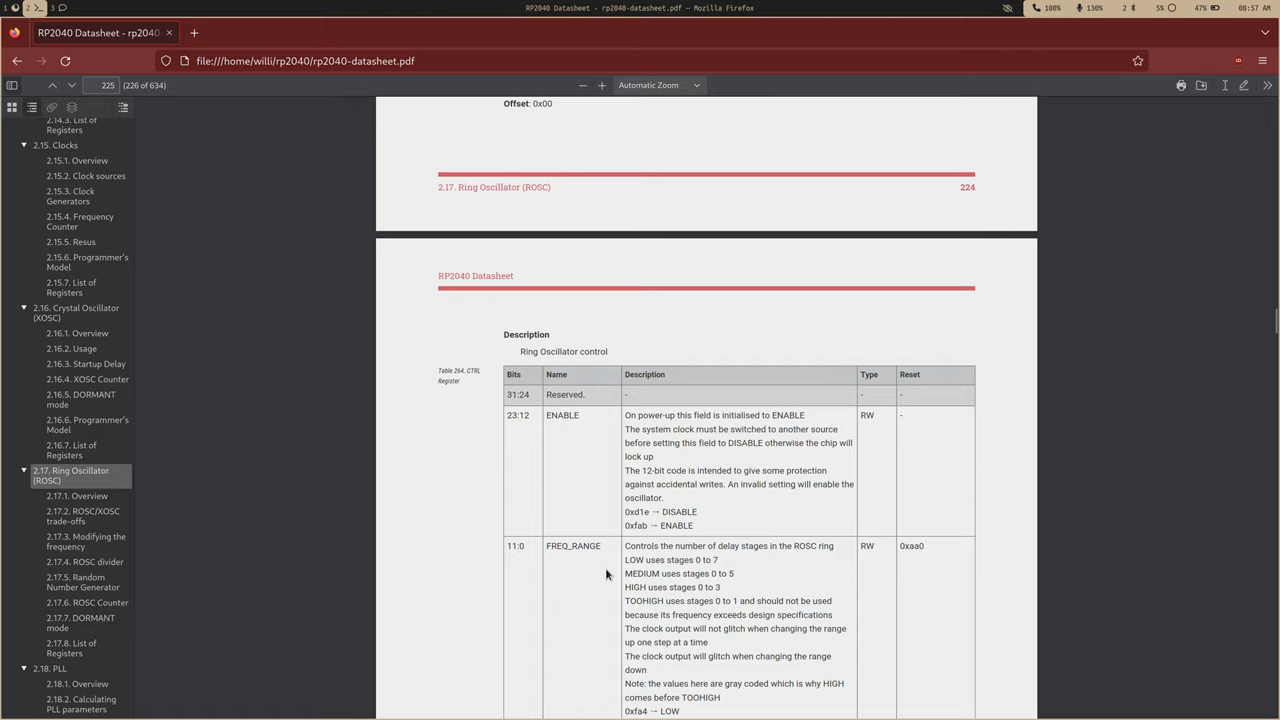 1
2
3
RP2040 Datasheet - rp2040-datasheet.pdf — Mozilla Firefox
100%
130%
2
5%
47%
08:57 AM
RP2040 Datasheet - rp2040
file:///home/willi/rp2040/rp2040-datasheet.pdf
225
(226 of 634)
Automatic Zoom
2.14.3. List of
Registers
2.15. Clocks
2.15.1. Overview
2.15.2. Clock sources
2.15.3. Clock
Generators
2.15.4. Frequency
Counter
2.15.5. Resus
2.15.6. Programmer's
Model
2.15.7. List of
Registers
2.16. Crystal Oscillator
(XOSC)
2.16.1. Overview
2.16.2. Usage
2.16.3. Startup Delay
2.16.4. XOSC Counter
2.16.5. DORMANT
mode
2.16.6. Programmer's
Model
2.16.7. List of
Registers
2.17. Ring Oscillator
(ROSC)
2.17.1. Overview
2.17.2. ROSC/XOSC
trade-offs
2.17.3. Modifying the
frequency
2.17.4. ROSC divider
2.17.5. Random
Number Generator
2.17.6. ROSC Counter
2.17.7. DORMANT
mode
2.17.8. List of
Registers
2.18. PLL
2.18.1. Overview
2.18.2. Calculating
PLL parameters
Offset: 0x00
2.17. Ring Oscillator (ROSC) 224
RP2040 Datasheet
Description
Ring Oscillator control
Table 264. CTRL
Register
Bits Name Description Type Reset
31:24 Reserved. - - -
23:12 ENABLE On power-up this field is initialised to ENABLE RW -
The system clock must be switched to another source
before setting this field to DISABLE otherwise the chip will
lock up
The 12-bit code is intended to give some protection
against accidental writes. An invalid setting will enable the
oscillator.
0xd1e → DISABLE
0xfab → ENABLE
11:0 FREQ_RANGE Controls the number of delay stages in the ROSC ring RW 0xaa0
LOW uses stages 0 to 7
MEDIUM uses stages 0 to 5
HIGH uses stages 0 to 3
TOOHIGH uses stages 0 to 1 and should not be used
because its frequency exceeds design specifications
The clock output will not glitch when changing the range
up one step at a time
The clock output will glitch when changing the range
down
Note: the values here are gray coded which is why HIGH
comes before TOOHIGH
0xfa4 → LOW